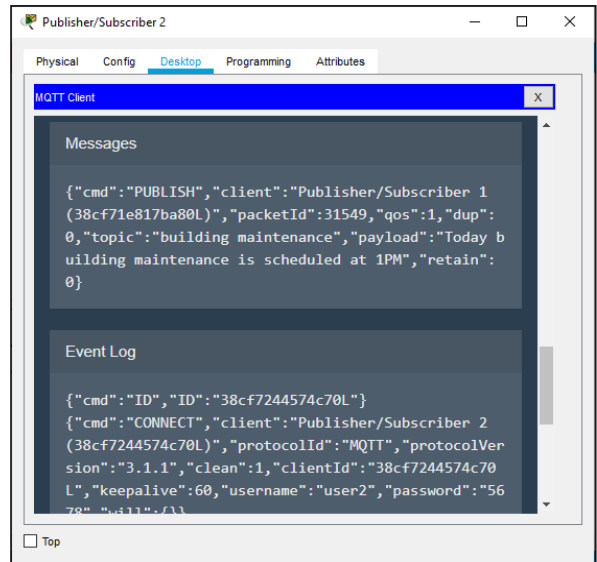 Publisher/Subscriber 2
Physical Config Desktop Programming Attributes
MQTT Client X
Messages
{"cmd":"PUBLISH","client":"Publisher/Subscriber 1
(38cf71e817ba80L)","packetId":31549,"qos":1,"dup":
0,"topic":"building maintenance","payload":"Today b
uilding maintenance is scheduled at 1PM","retain":
0}
Event Log
{"cmd":"ID","ID":"38cf7244574c70L"}
{"cmd":"CONNECT","client":"Publisher/Subscriber 2
(38cf7244574c70L)","protocolId":"MQTT","protocolVer
sion":"3.1.1","clean":1,"clientId":"38cf7244574c70
L","keepalive":60,"username":"user2","password":"56
78","will":{}}
Top